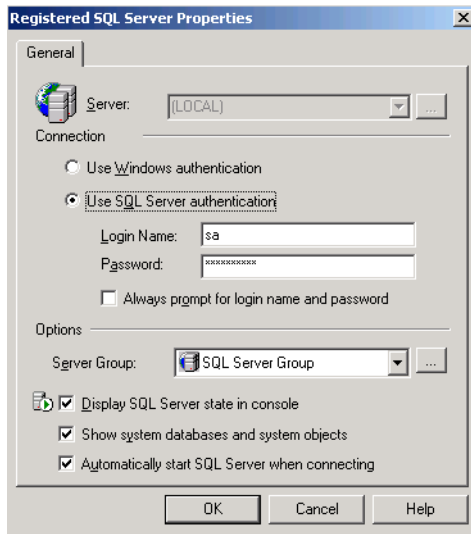 Registered SQL Server Properties
General
Server: (LOCAL) ...
Connection
Use Windows authentication
Use SQL Server authentication
Login Name: sa
Password: **********
Always prompt for login name and password
Options
Server Group: SQL Server Group ...
Display SQL Server state in console
Show system databases and system objects
Automatically start SQL Server when connecting
OK Cancel Help